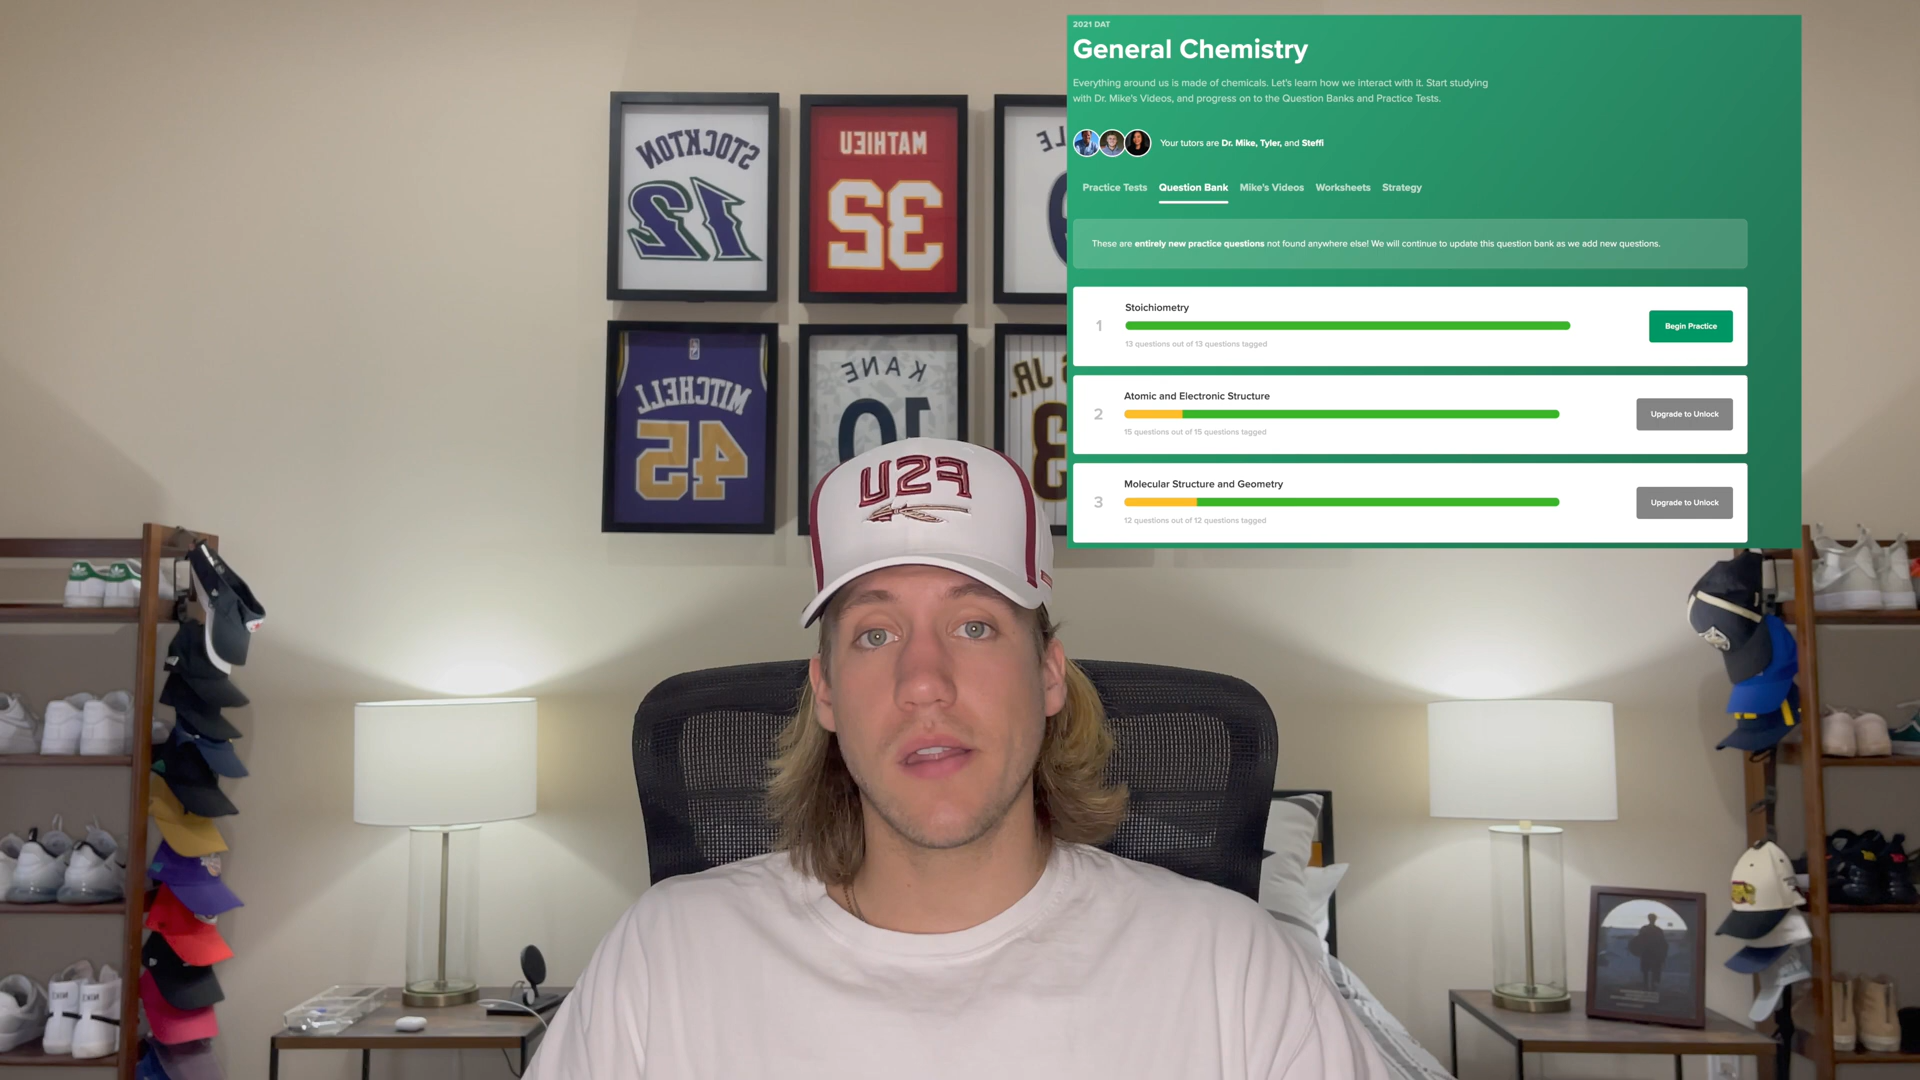 2021 DAT
General Chemistry
Everything around us is made of chemicals. Let's learn how we interact with it. Start studying
with Dr. Mike's Videos, and progress on to the Question Banks and Practice Tests.
Your tutors are Dr. Mike, Tyler, and Steffi
Practice Tests Question Bank Mike's Videos Worksheets Strategy
These are entirely new practice questions not found anywhere else! We will continue to update this question bank as we add new questions.
1
Stoichiometry
13 questions out of 13 questions tagged
Begin Practice
2
Atomic and Electronic Structure
15 questions out of 15 questions tagged
Upgrade to Unlock
3
Molecular Structure and Geometry
12 questions out of 12 questions tagged
Upgrade to Unlock
STOCKTON
12
MATHIEU
32
LE
MITCHELL
45
KANE
10
JR.
3
FSU